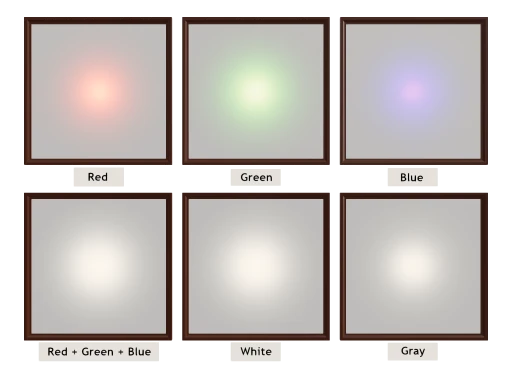 Red
Green
Blue
Red + Green + Blue
White
Gray